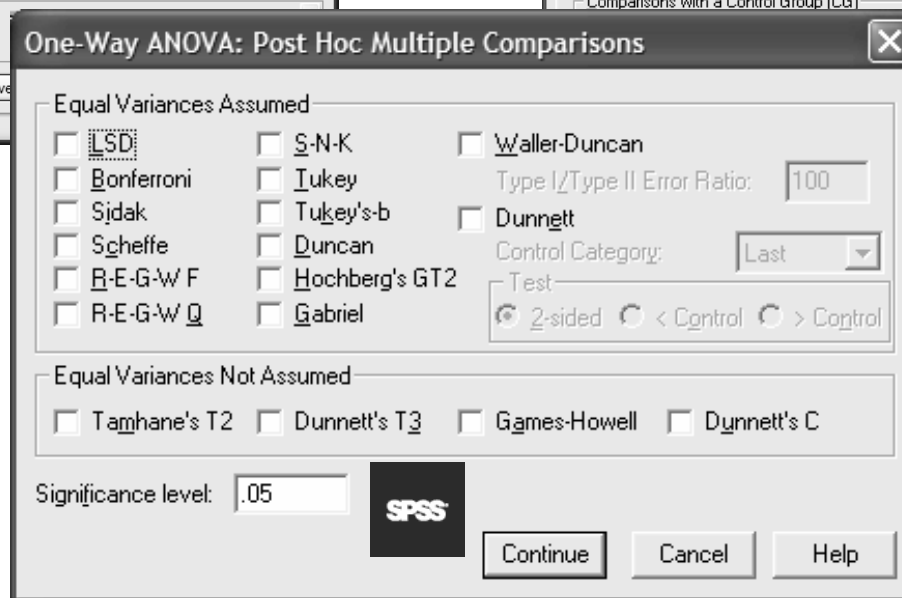 Comparisons with a Control Group (CG)
One-Way ANOVA: Post Hoc Multiple Comparisons
Equal Variances Assumed
LSD S-N-K Waller-Duncan
Bonferroni Tukey Type I/Type II Error Ratio: 100
Sidak Tukey's-b Dunnett
Scheffe Duncan Control Category: Last
R-E-G-W F Hochberg's GT2 Test
R-E-G-W Q Gabriel 2-sided < Control > Control
Equal Variances Not Assumed
Tamhane's T2 Dunnett's T3 Games-Howell Dunnett's C
Significance level: .05
SPSS
Continue Cancel Help